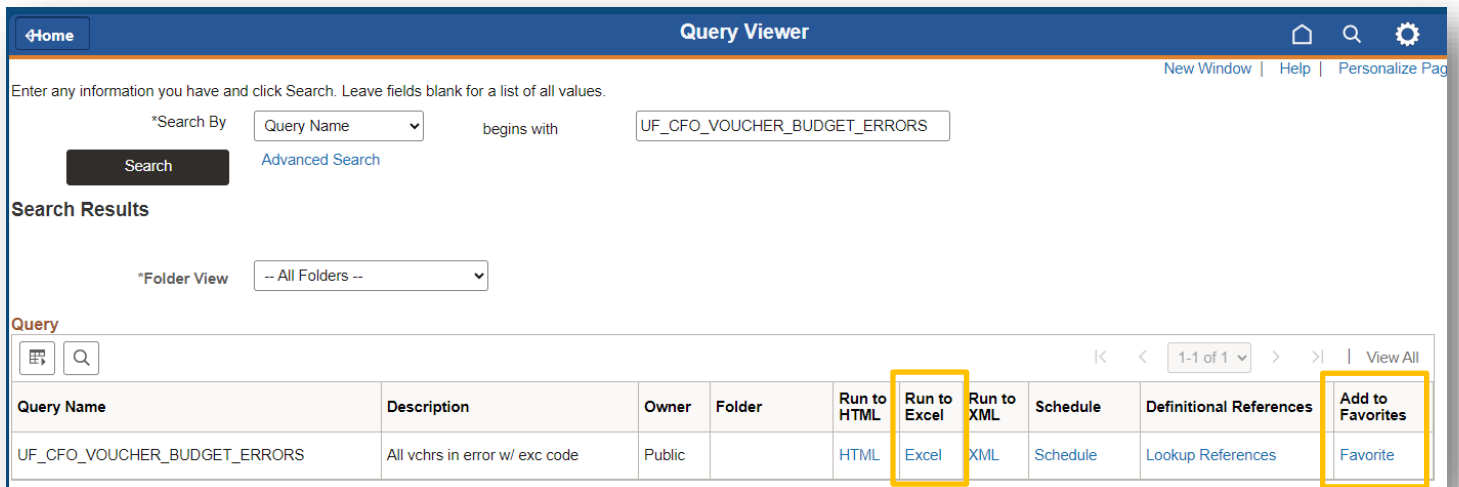 Home
Query Viewer
New Window | Help | Personalize Pag
Enter any information you have and click Search. Leave fields blank for a list of all values.
*Search By Query Name begins with UF_CFO_VOUCHER_BUDGET_ERRORS
Search Advanced Search
Search Results
*Folder View -- All Folders --
Query
1-1 of 1 | View All
Query Name Description Owner Folder Run to HTML Run to Excel Run to XML Schedule Definitional References Add to Favorites
UF_CFO_VOUCHER_BUDGET_ERRORS All vchrs in error w/ exc code Public HTML Excel XML Schedule Lookup References Favorite